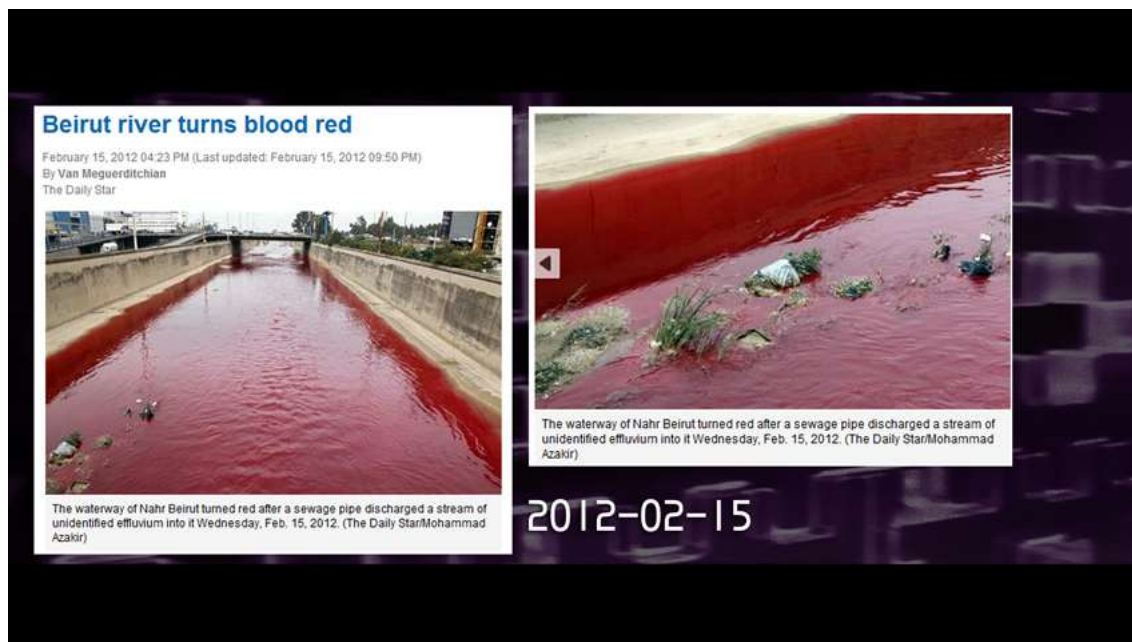 Beirut river turns blood red
February 15, 2012 04:23 PM (Last updated: February 15, 2012 09:50 PM)
By Van Meguerditchian
The Daily Star
The waterway of Nahr Beirut turned red after a sewage pipe discharged a stream of
unidentified effluvium into it Wednesday, Feb. 15, 2012. (The Daily Star/Mohammad
Azakir)
The waterway of Nahr Beirut turned red after a sewage pipe discharged a stream of
unidentified effluvium into it Wednesday, Feb. 15, 2012. (The Daily Star/Mohammad
Azakir)
2012-02-15